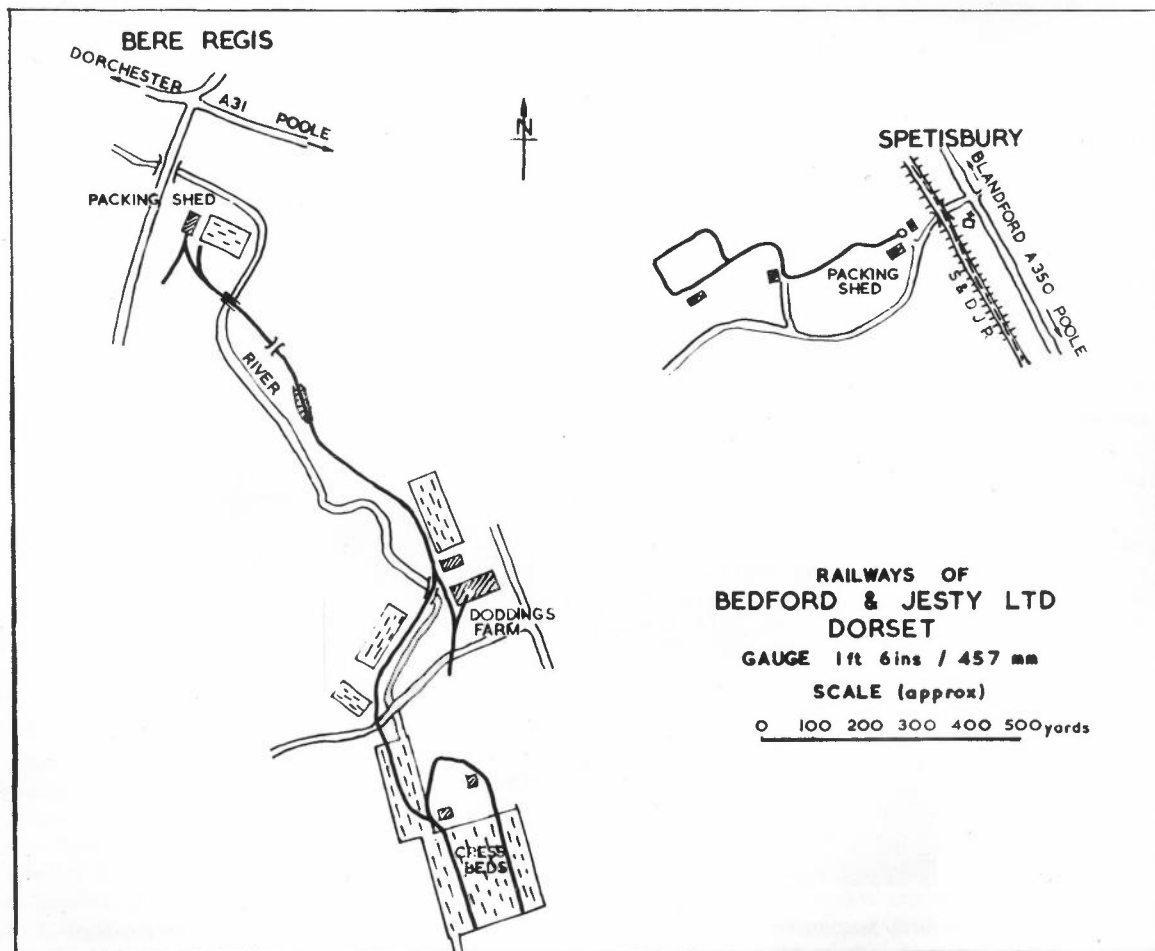 BERE REGIS
DORCHESTER
A31
POOLE
N
PACKING SHED
RIVER
DODDINGS
FARM
CRESS
BEDS
SPETISBURY
BLANDFORD A350 POOLE
S & D J R
PACKING
SHED
RAILWAYS OF
BEDFORD & JESTY LTD
DORSET
GAUGE 1ft 6ins / 457 mm
SCALE (approx)
0 100 200 300 400 500 yards